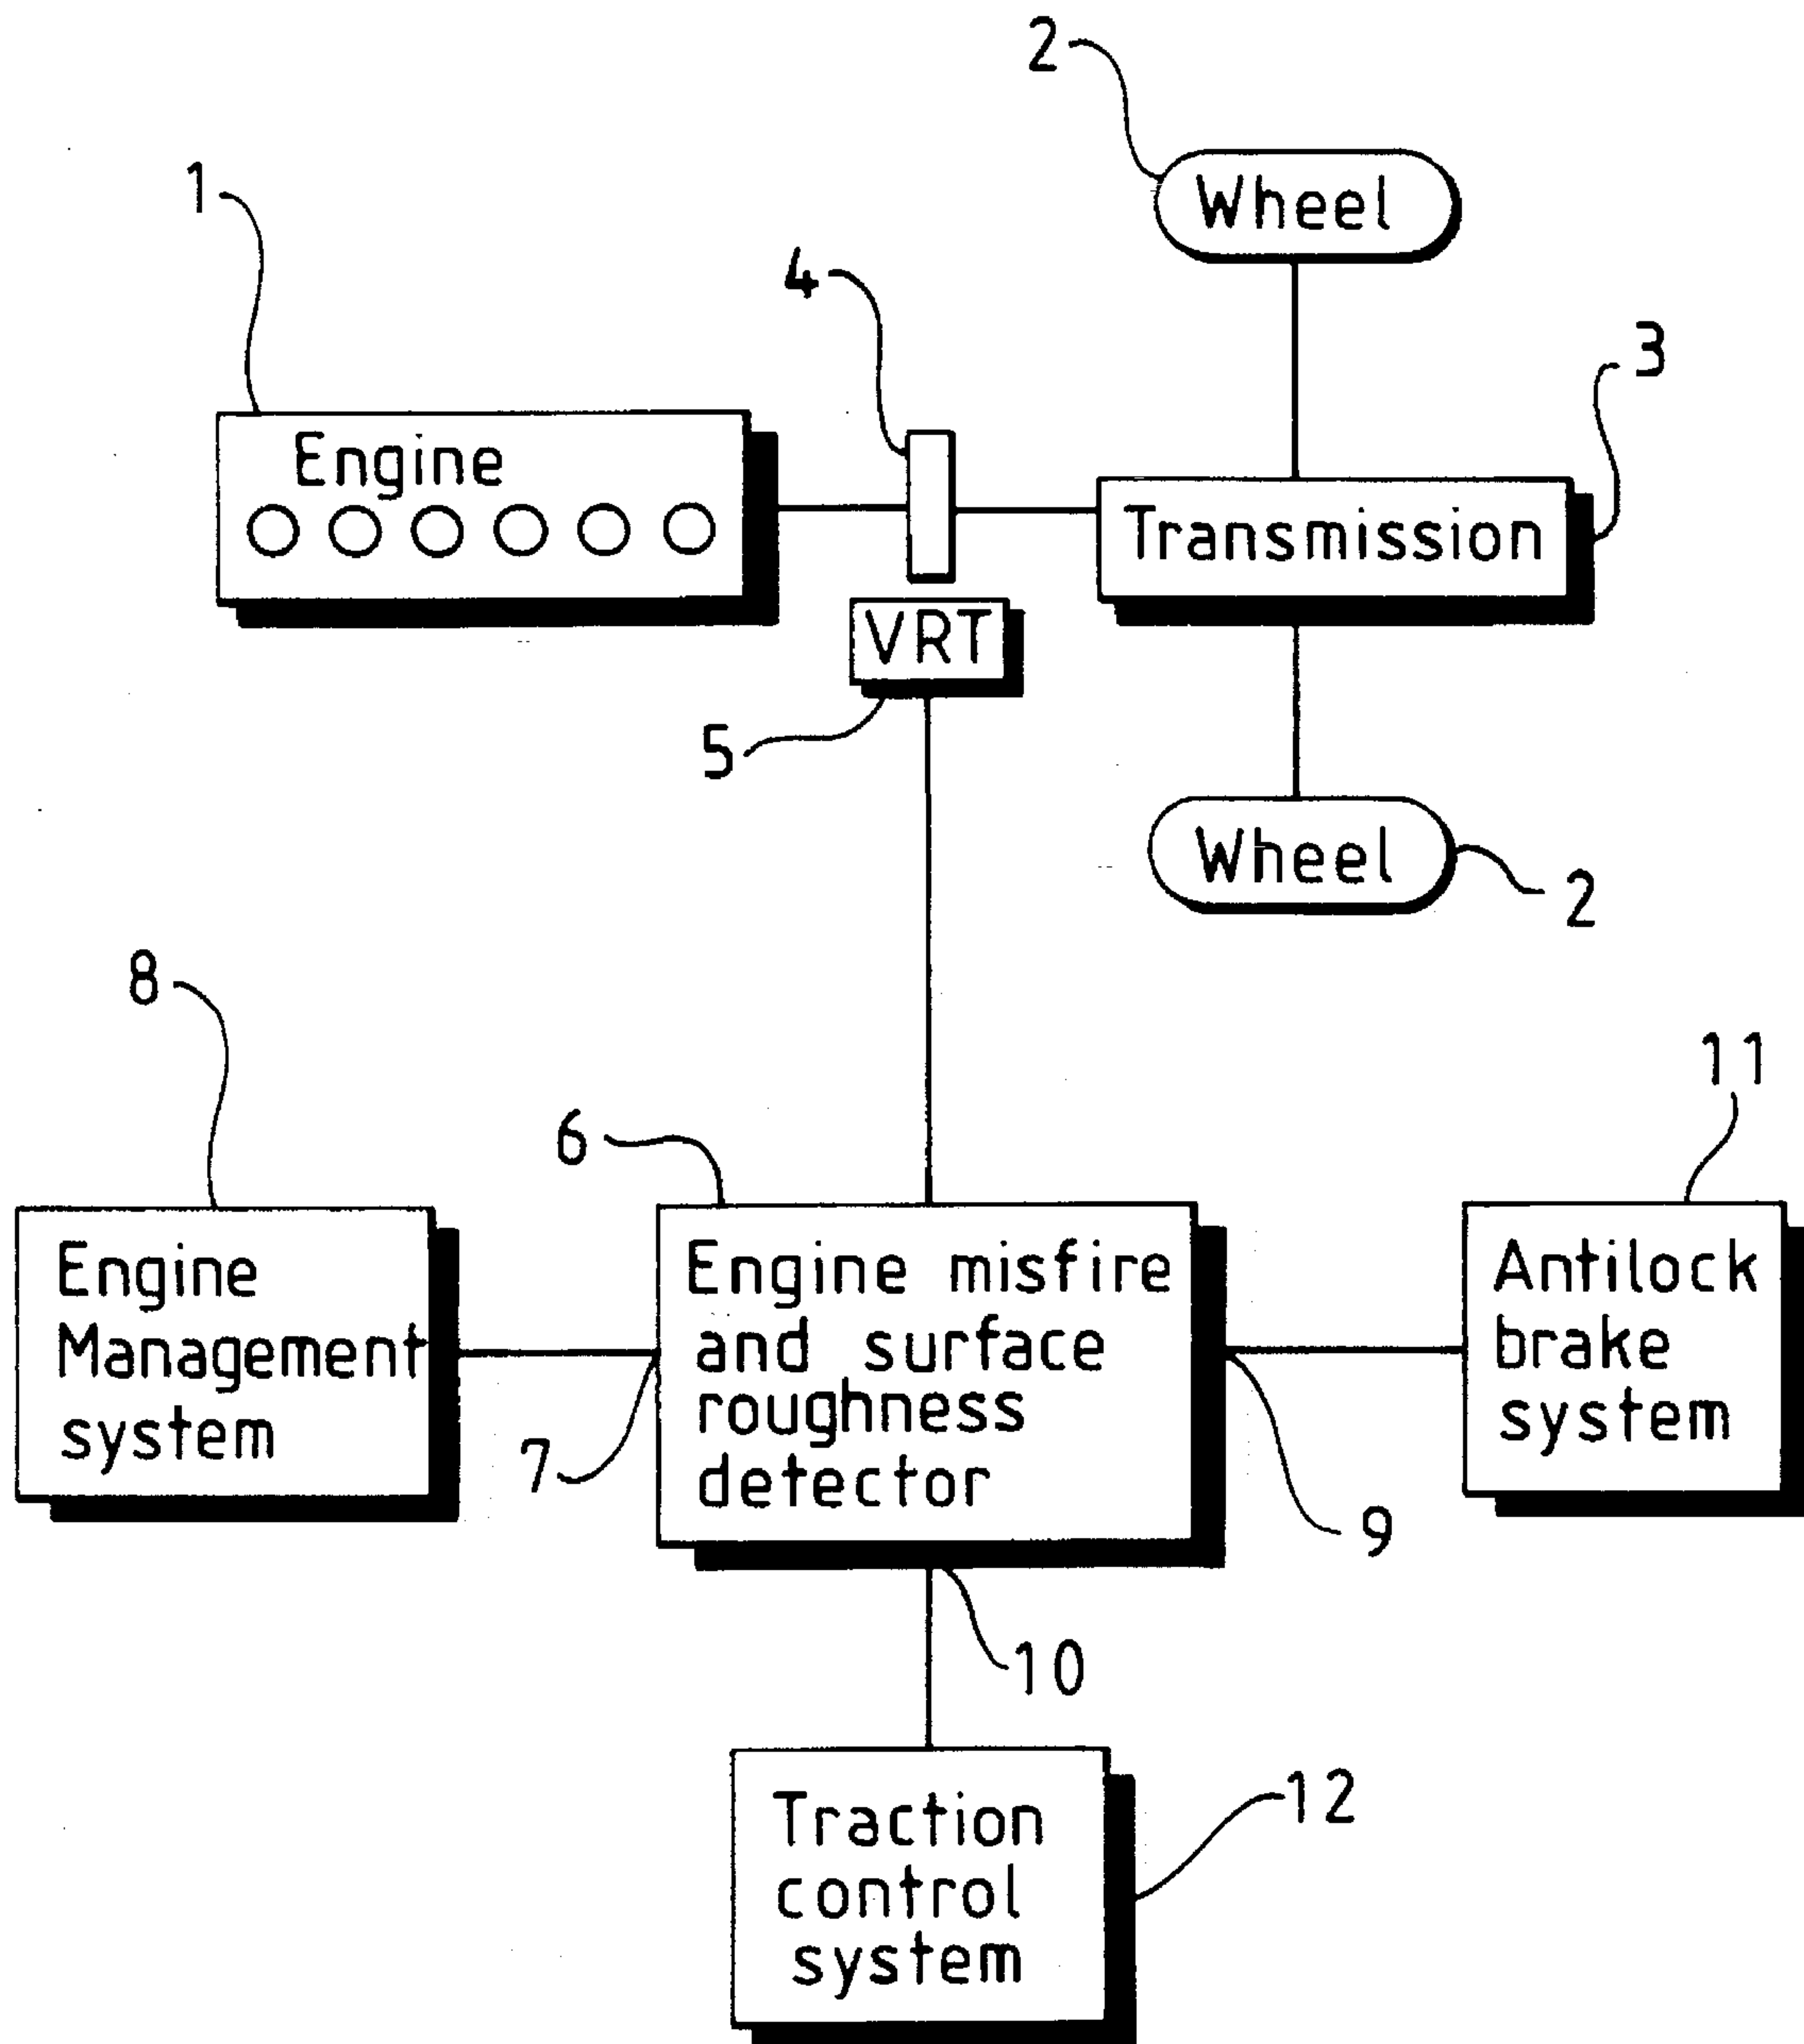 2
Wheel
1
4
3
Engine
Transmission
VRT
5
Wheel
2
8
11
6
Engine
Management
system
Engine misfire
and surface
roughness
detector
Antilock
brake
system
7
9
10
Traction
control
system
12